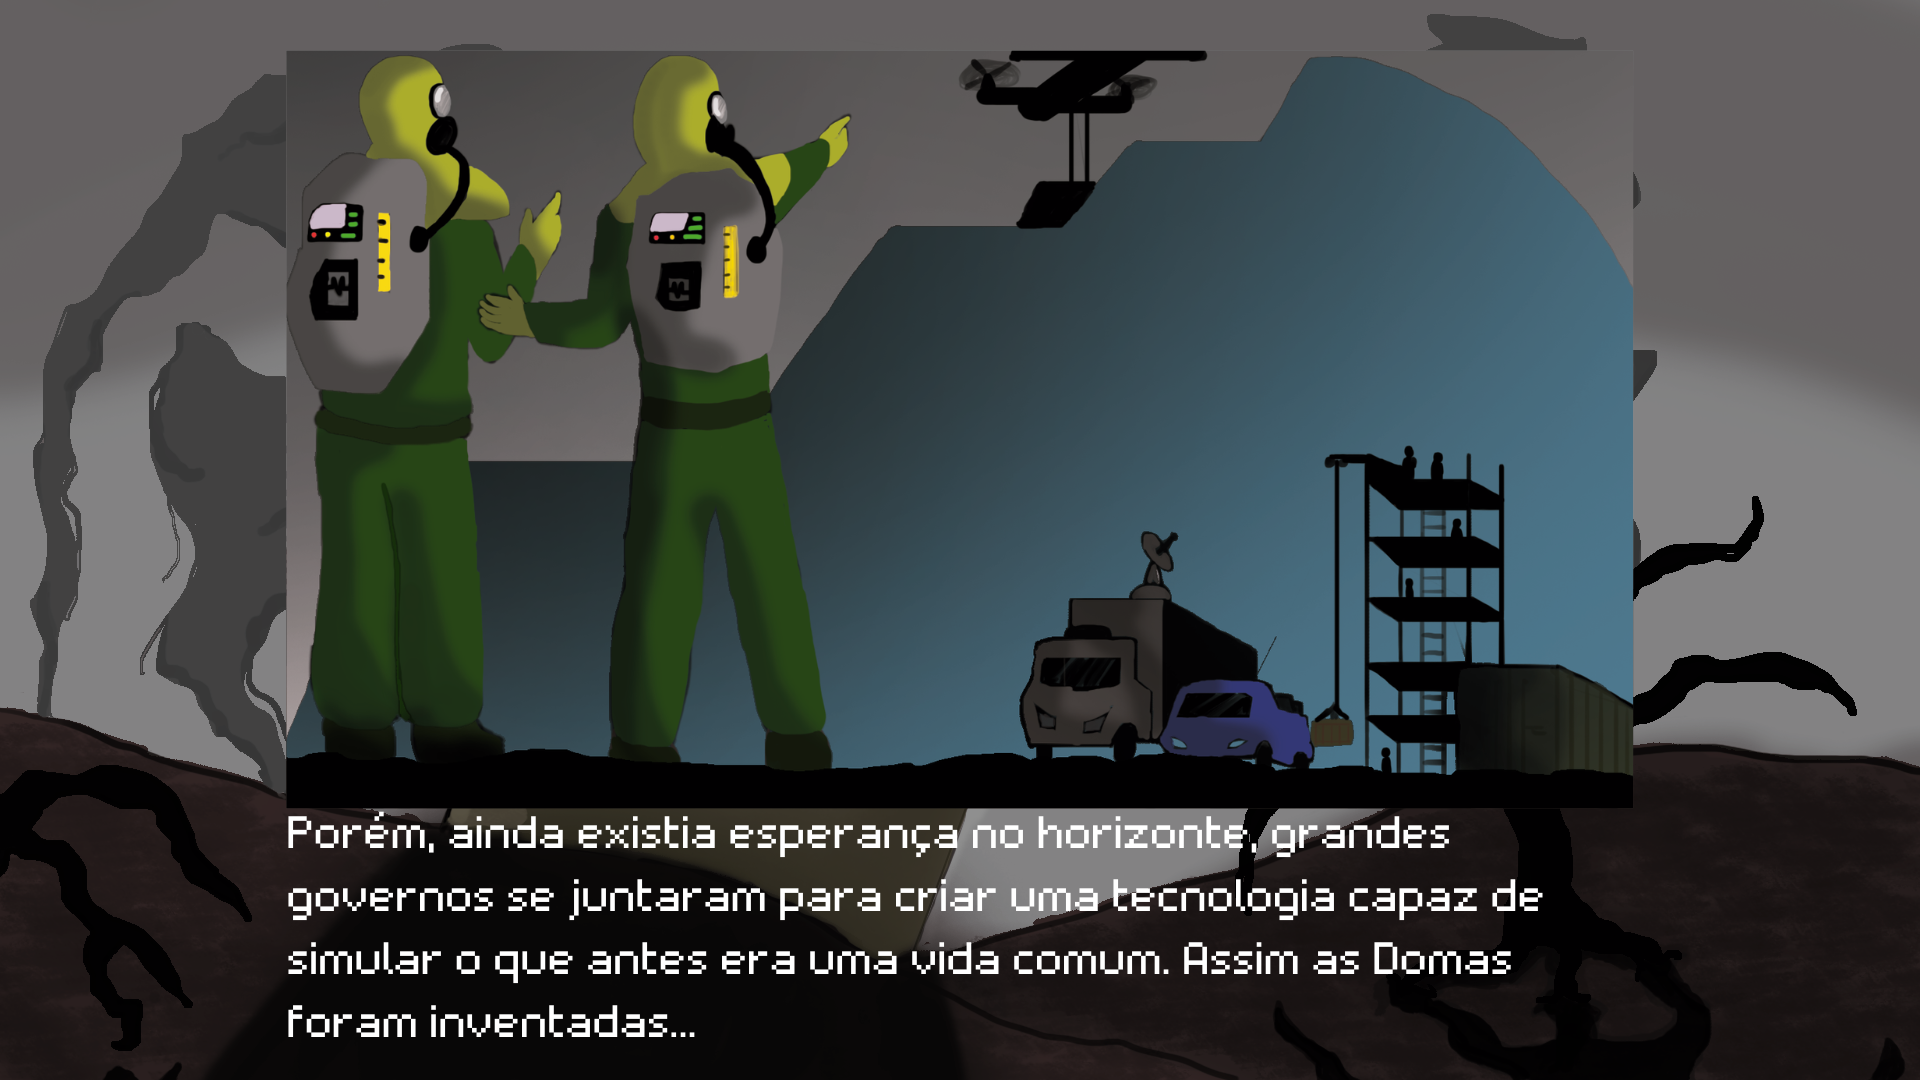 Porém, ainda existia esperança no horizonte, grandes
governos se juntaram para criar uma tecnologia capaz de
simular o que antes era uma vida comum. Assim as Domas
foram inventadas...